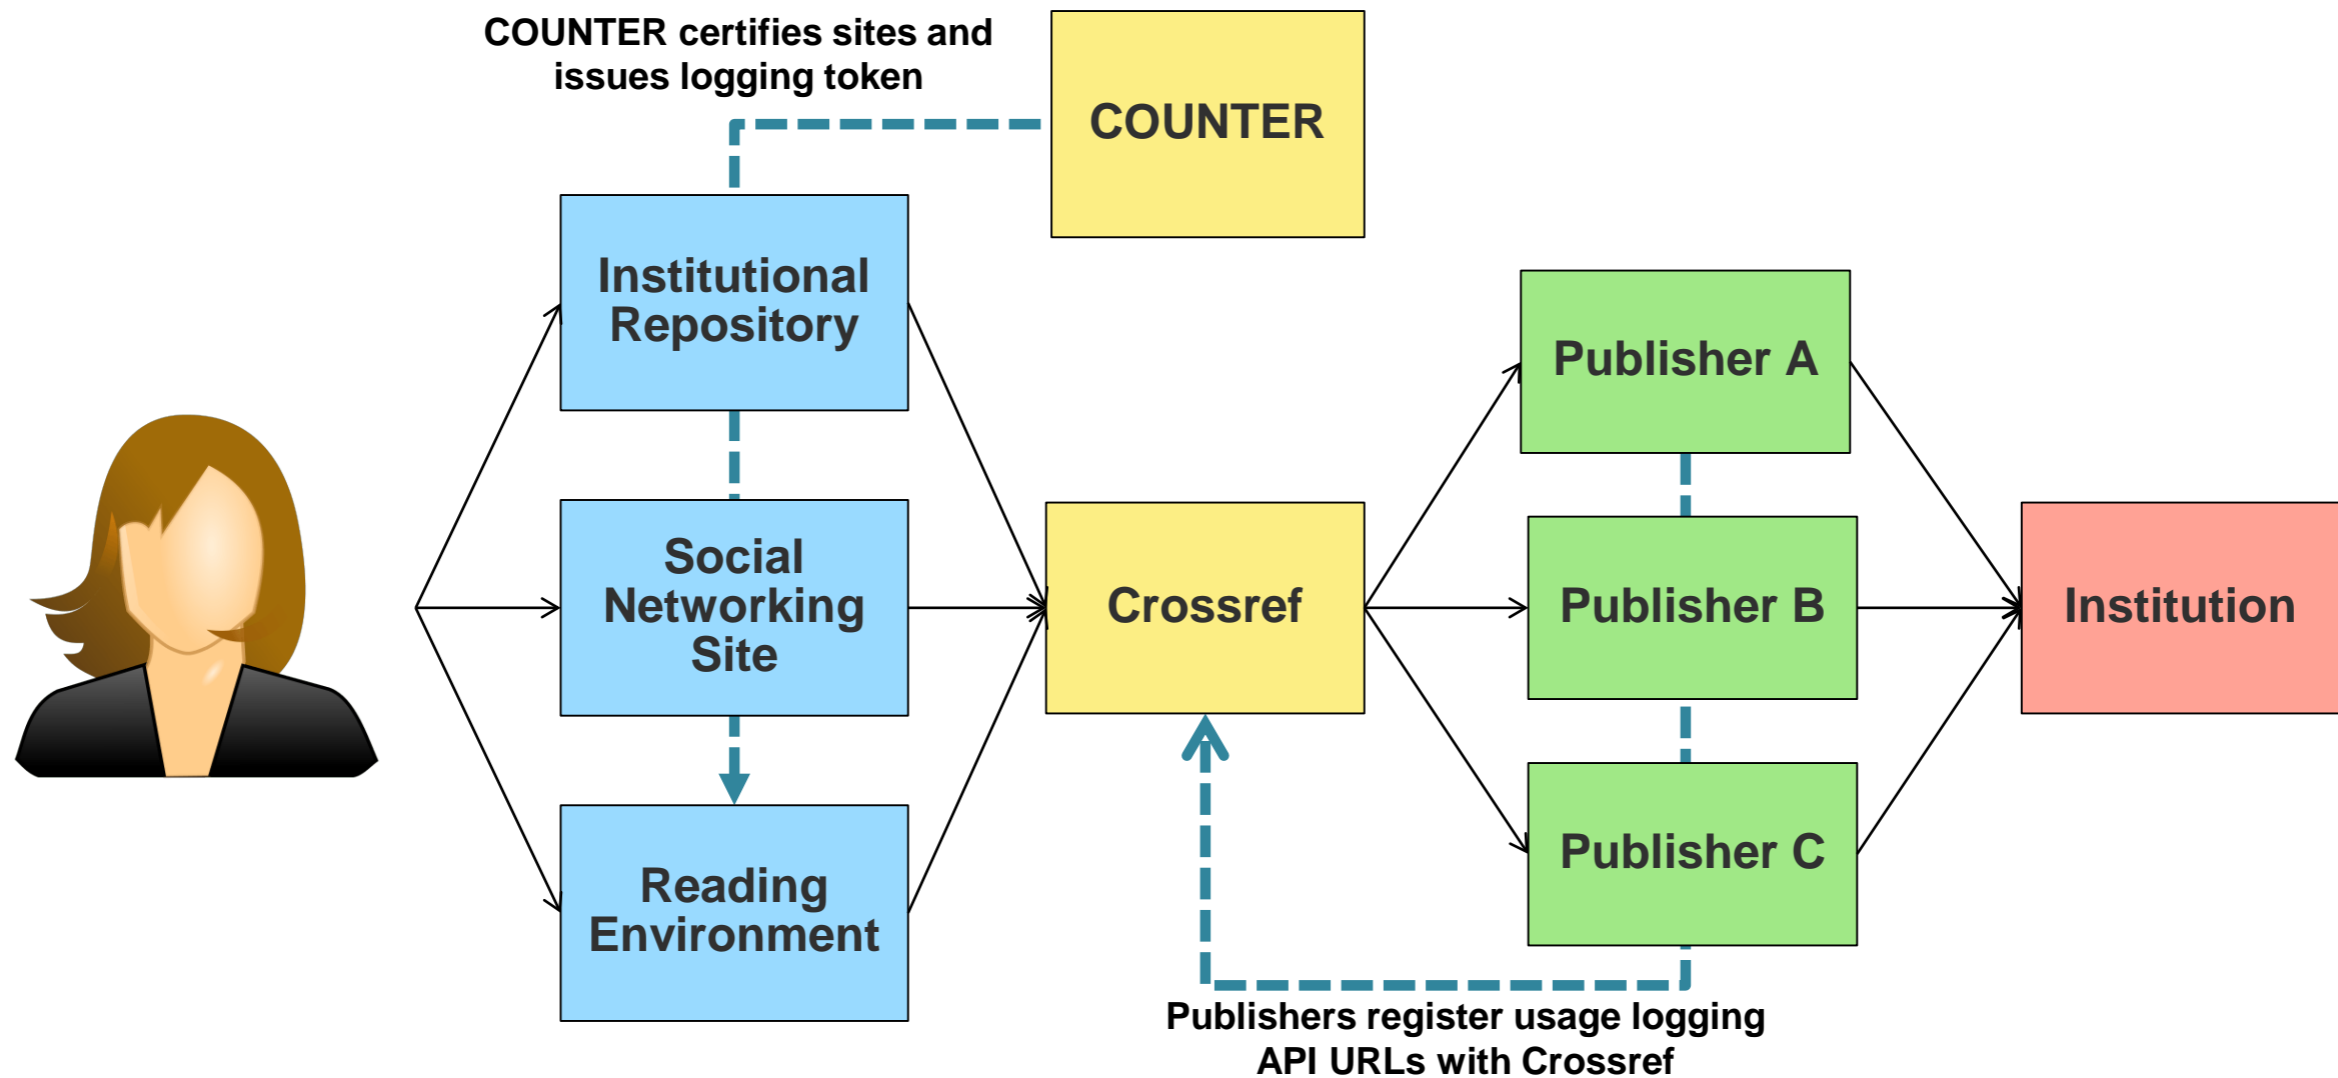 COUNTER certifies sites and
issues logging token
COUNTER
Institutional
Repository
Social
Networking
Site
Reading
Environment
Crossref
Publisher A
Publisher B
Publisher C
Institution
Publishers register usage logging
API URLs with Crossref